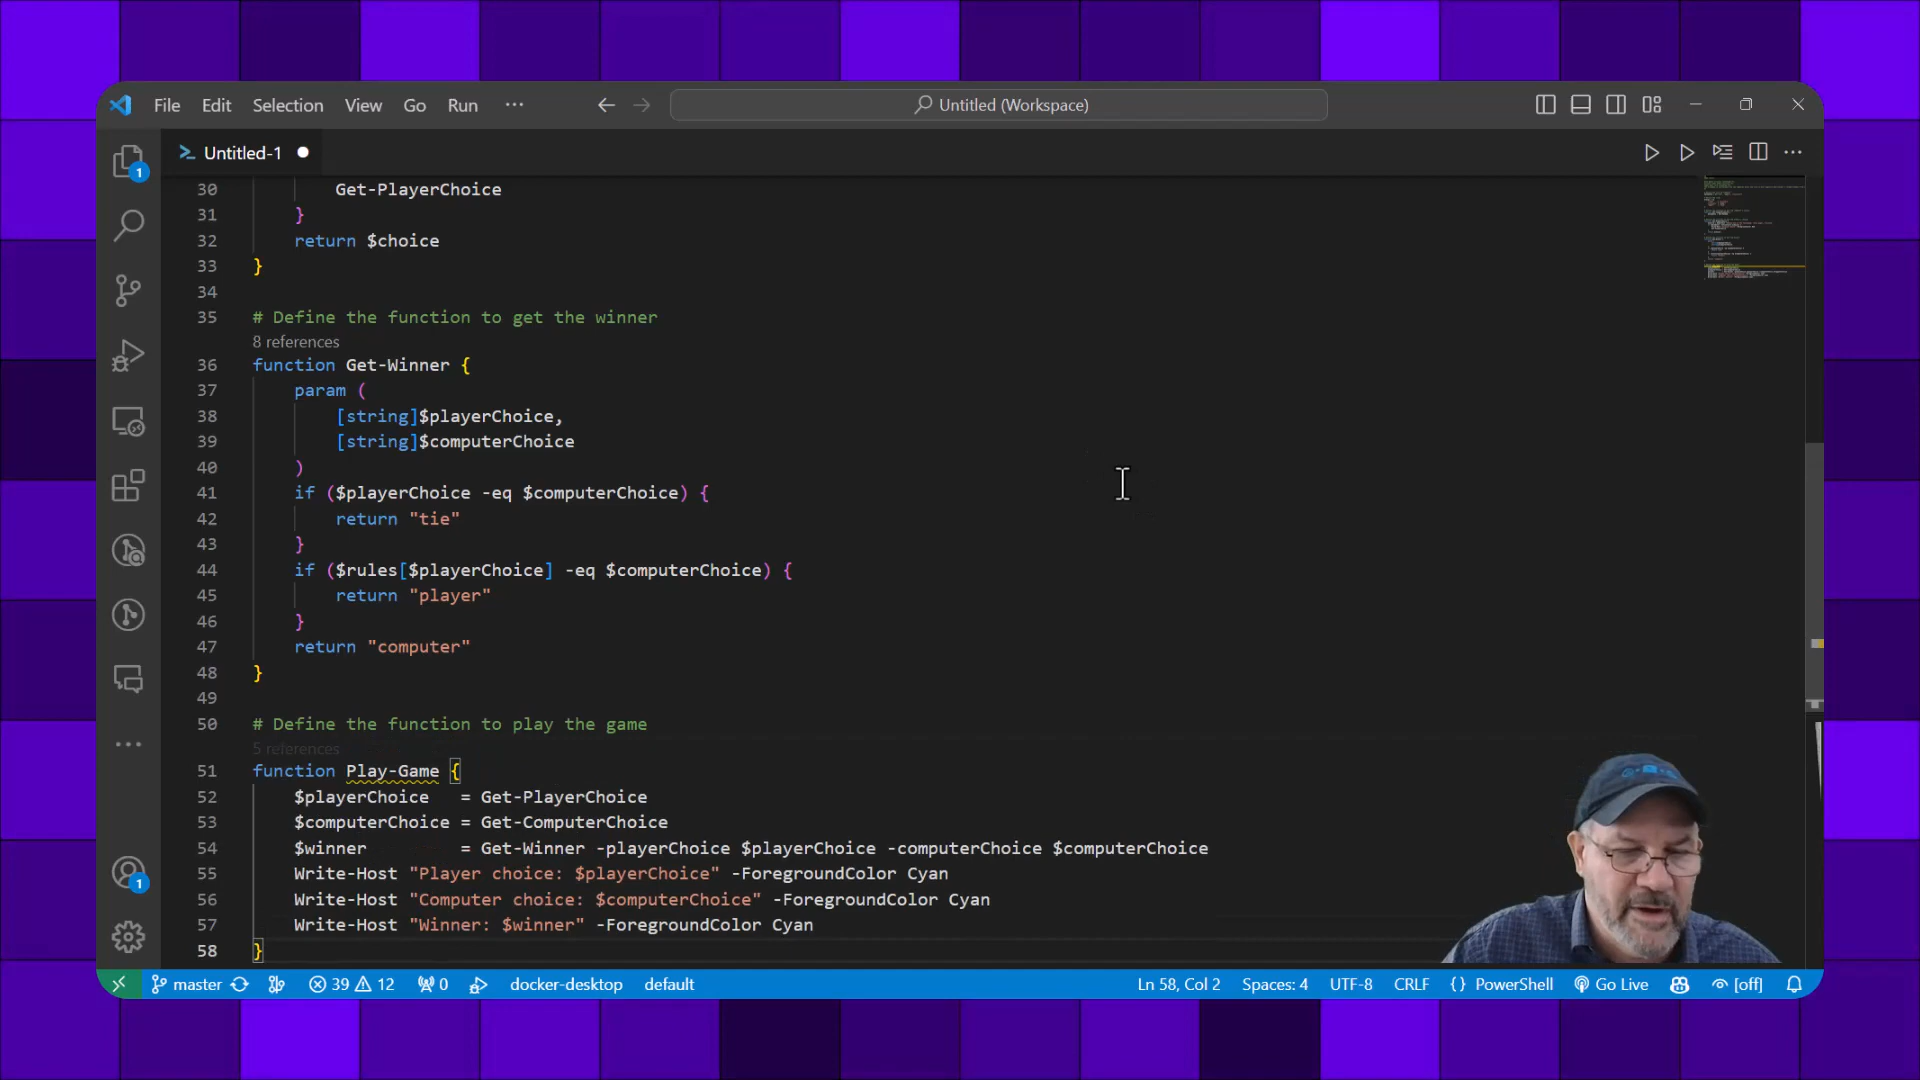 File Edit Selection View Go Run ···
Untitled (Workspace)
Untitled-1
1
30 Get-PlayerChoice
31 }
32 return $choice
33 }
34
35 # Define the function to get the winner
8 references
36 function Get-Winner {
37 param (
38 [string]$playerChoice,
39 [string]$computerChoice
40 )
41 if ($playerChoice -eq $computerChoice) {
42 return "tie"
43 }
44 if ($rules[$playerChoice] -eq $computerChoice) {
45 return "player"
46 }
47 return "computer"
48 }
49
50 # Define the function to play the game
5 references
51 function Play-Game {
52 $playerChoice = Get-PlayerChoice
53 $computerChoice = Get-ComputerChoice
54 $winner = Get-Winner -playerChoice $playerChoice -computerChoice $computerChoice
55 Write-Host "Player choice: $playerChoice" -ForegroundColor Cyan
56 Write-Host "Computer choice: $computerChoice" -ForegroundColor Cyan
57 Write-Host "Winner: $winner" -ForegroundColor Cyan
58 }
1
master 39 12 0 docker-desktop default Ln 58, Col 2 Spaces: 4 UTF-8 CRLF {} PowerShell Go Live [off]